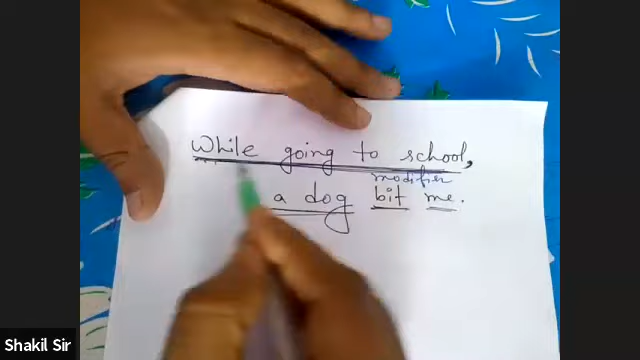 While going to school,
modifier
a dog bit me.
Shakil Sir